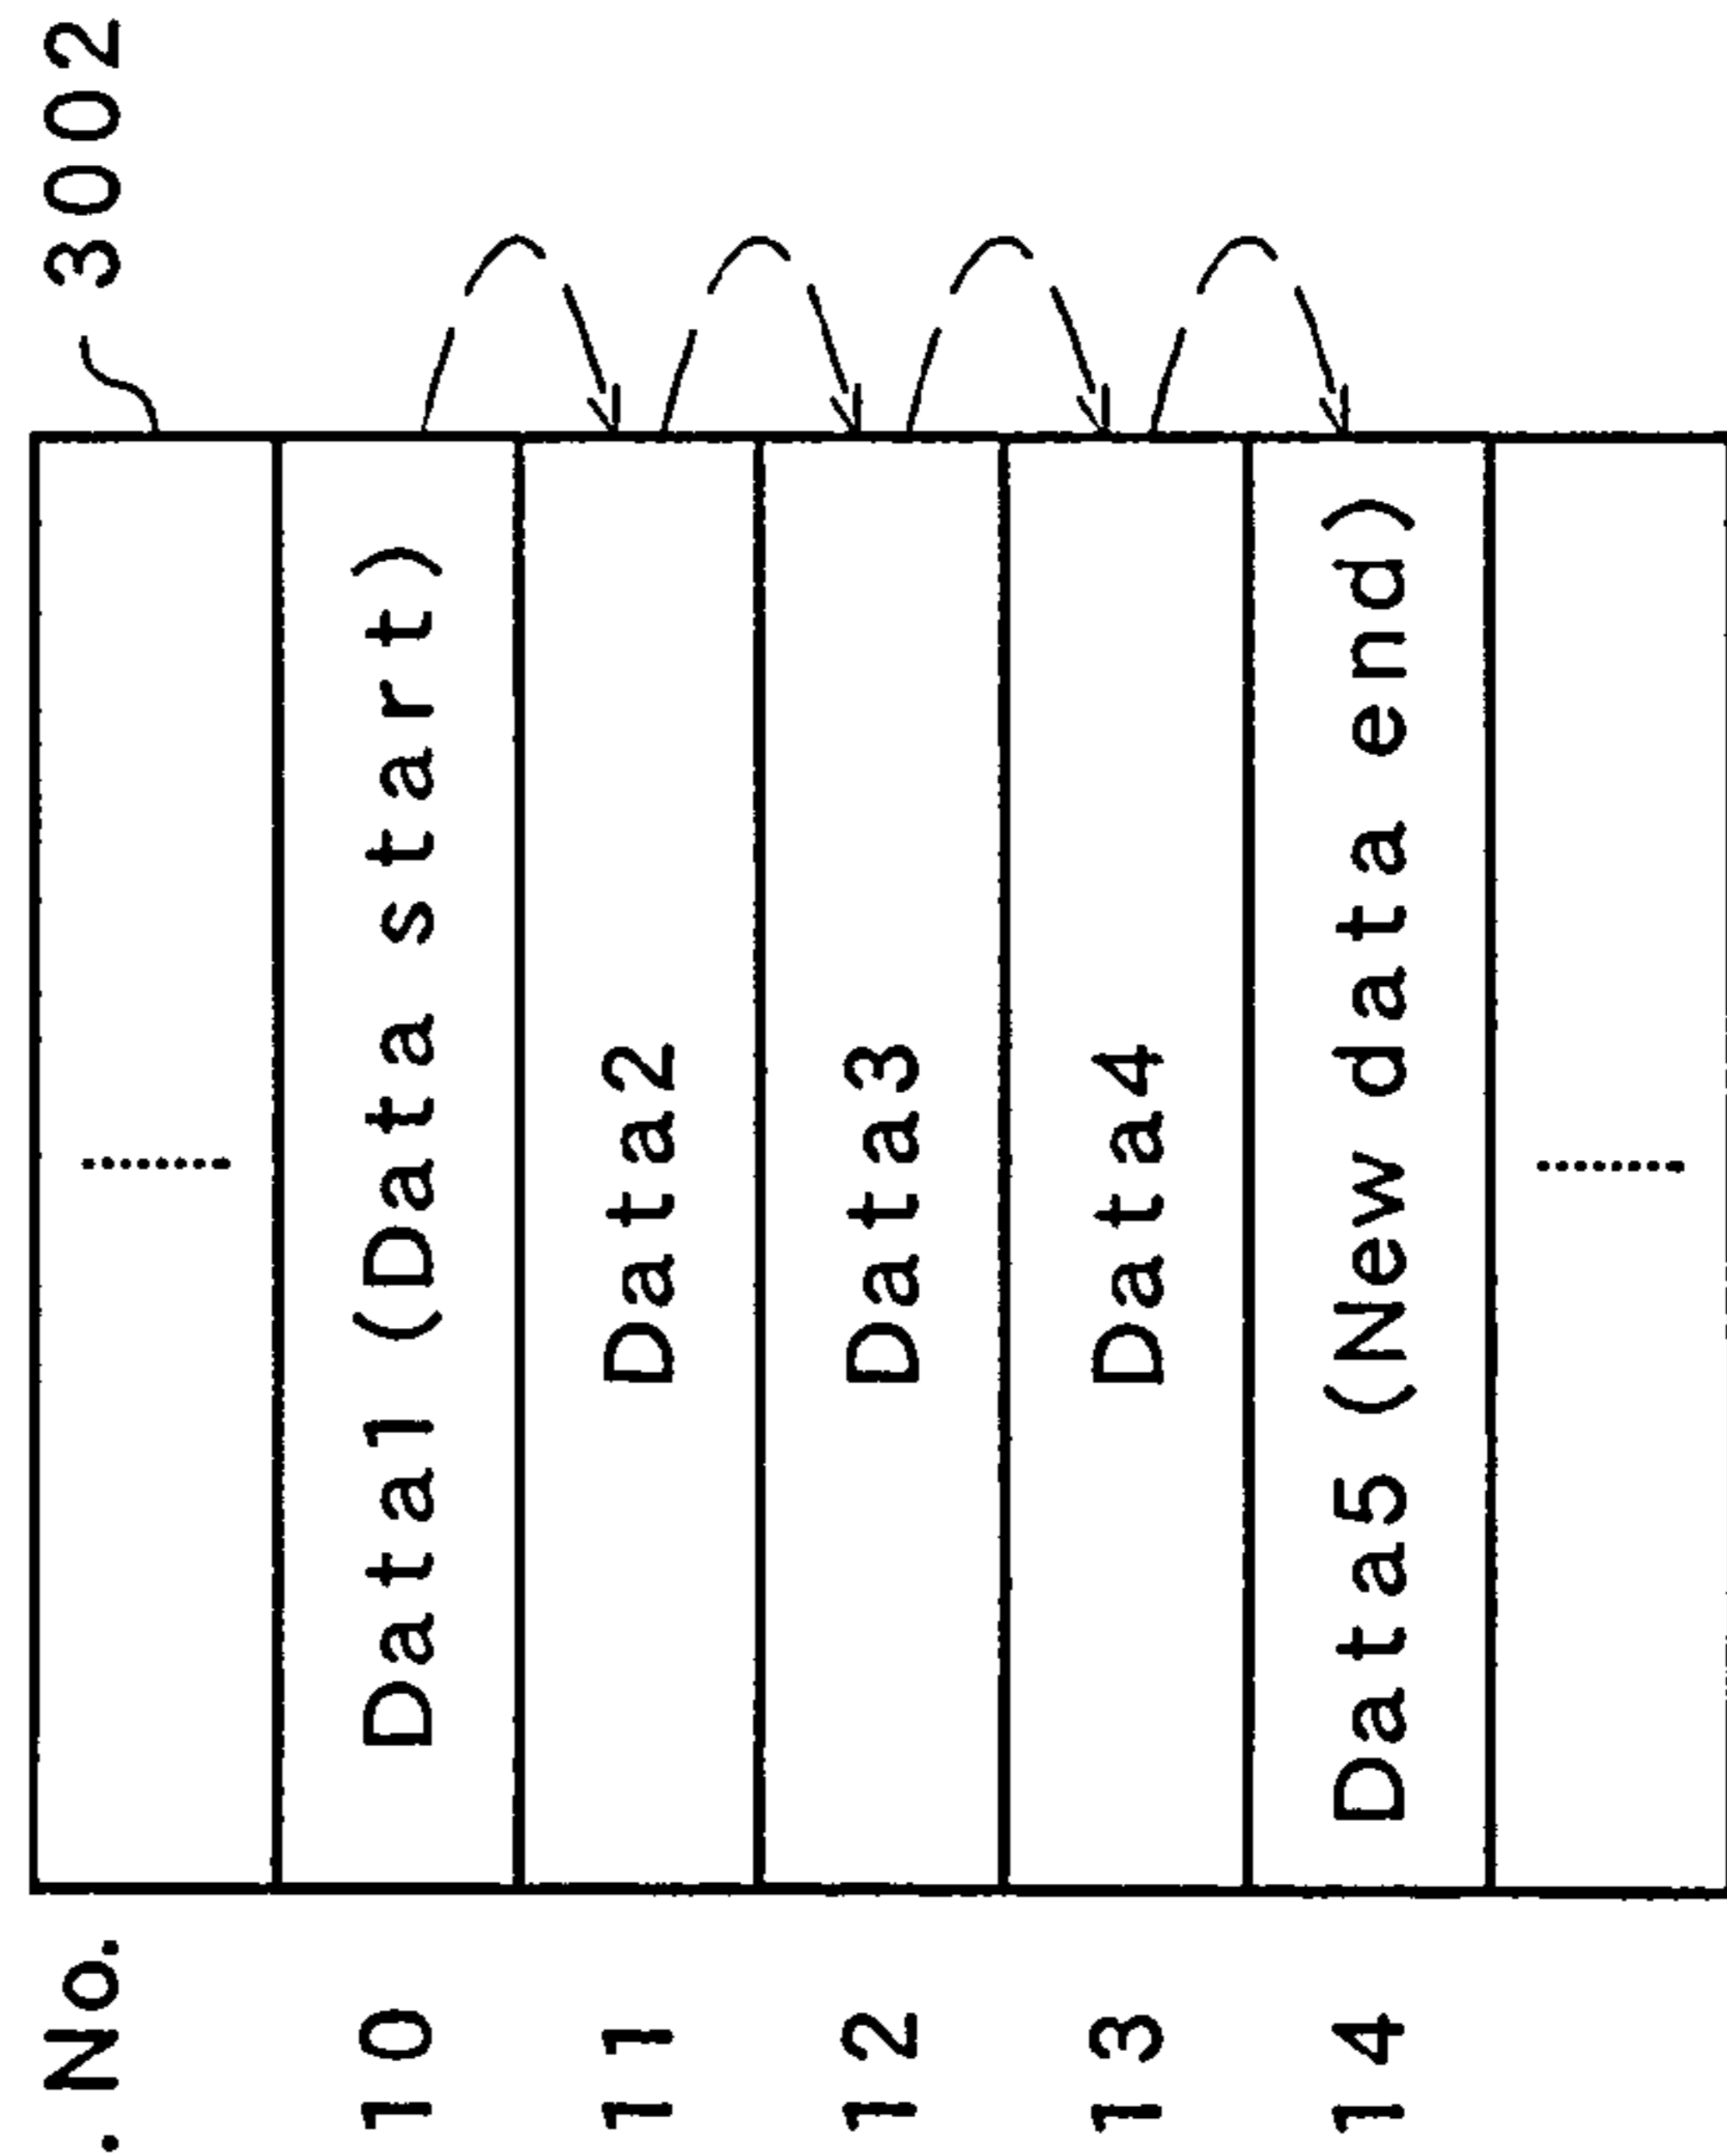 . No.
3002
10 Data1 (Data start)
11 Data2
12 Data3
13 Data4
14 Data5 (New data end)